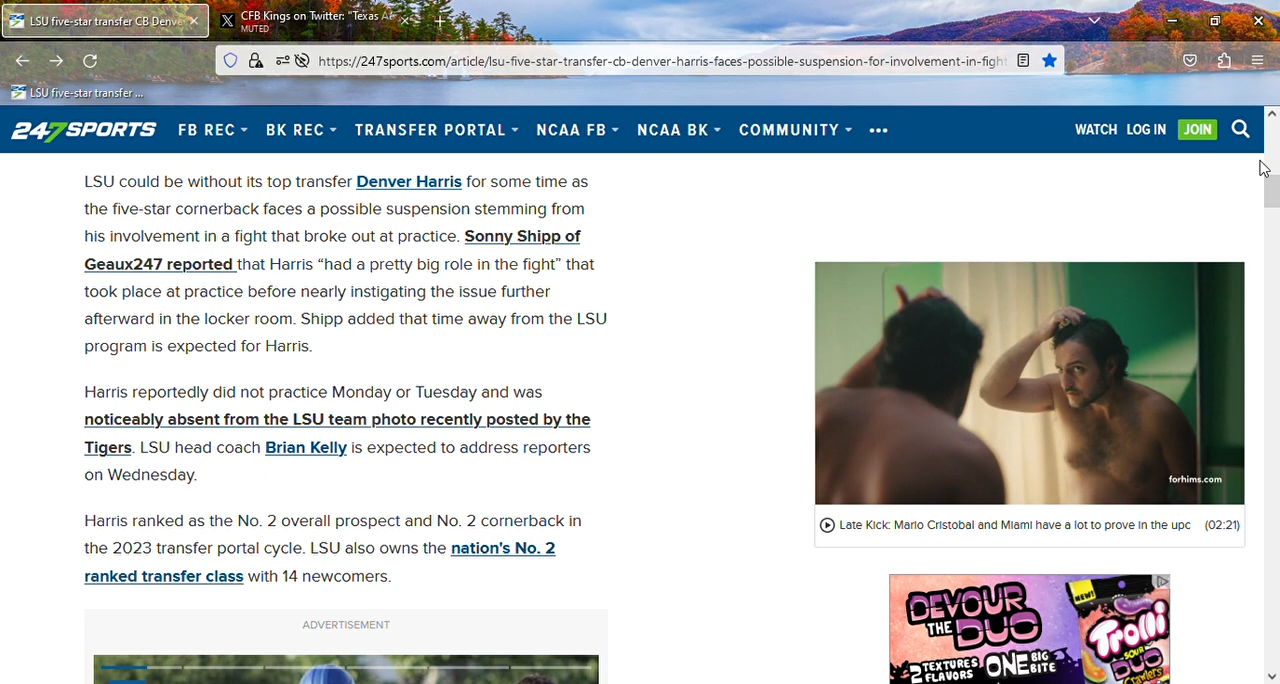 LSU five-star transfer CB Denver
CFB Kings on Twitter: "Texas A
MUTED
https://247sports.com/article/lsu-five-star-transfer-cb-denver-harris-faces-possible-suspension-for-involvement-in-fight
LSU five-star transfer ...
247SPORTS FB REC BK REC TRANSFER PORTAL NCAA FB NCAA BK COMMUNITY ••• WATCH LOG IN JOIN
LSU could be without its top transfer Denver Harris for some time as
the five-star cornerback faces a possible suspension stemming from
his involvement in a fight that broke out at practice. Sonny Shipp of
Geaux247 reported that Harris “had a pretty big role in the fight” that
took place at practice before nearly instigating the issue further
afterward in the locker room. Shipp added that time away from the LSU
program is expected for Harris.
Harris reportedly did not practice Monday or Tuesday and was
noticeably absent from the LSU team photo recently posted by the
Tigers. LSU head coach Brian Kelly is expected to address reporters
on Wednesday.
Harris ranked as the No. 2 overall prospect and No. 2 cornerback in
the 2023 transfer portal cycle. LSU also owns the nation's No. 2
ranked transfer class with 14 newcomers.
ADVERTISEMENT
forhims.com
Late Kick: Mario Cristobal and Miami have a lot to prove in the upc (02:21)
DEVOUR
THE DUO
2 TEXTURES
FLAVORS
ONE BIG
BITE
NEW!
Trolli
SOUR
DUO
Crawlers